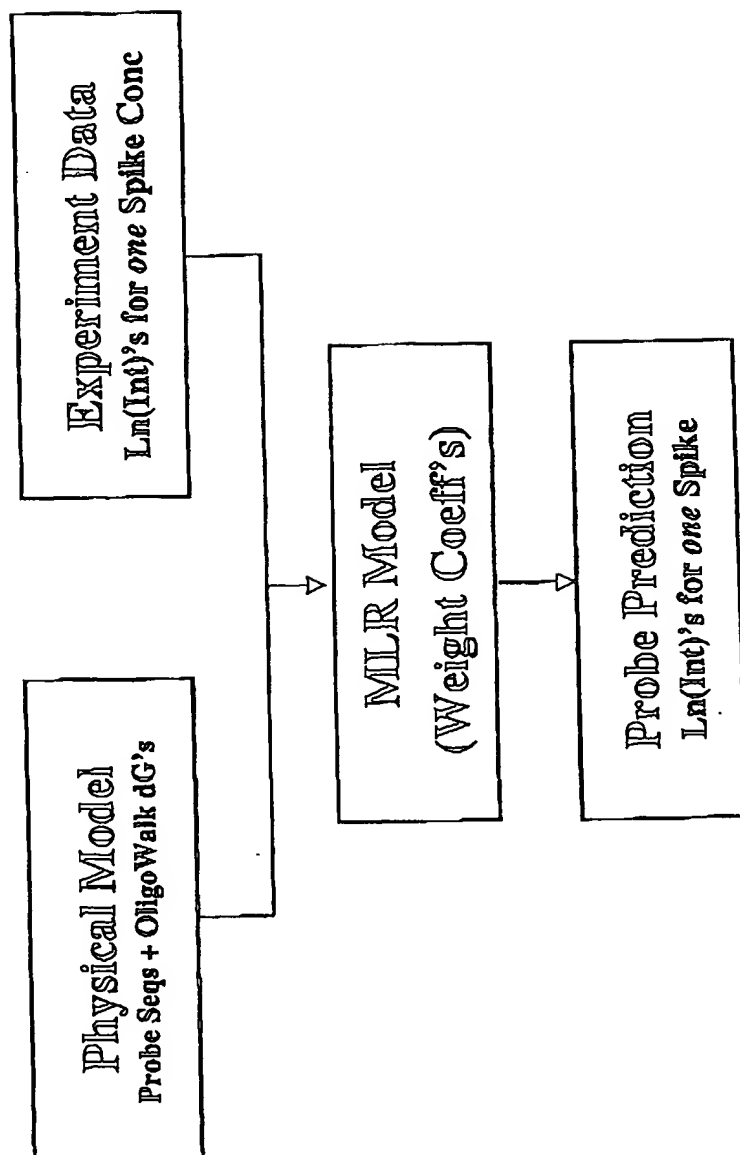 Physical Model
Probe Seqs + OligoWalk dG's
Experiment Data
Ln(Int)'s for one Spike Conc
MLR Model
(Weight Coeff's)
Probe Prediction
Ln(Int)'s for one Spike